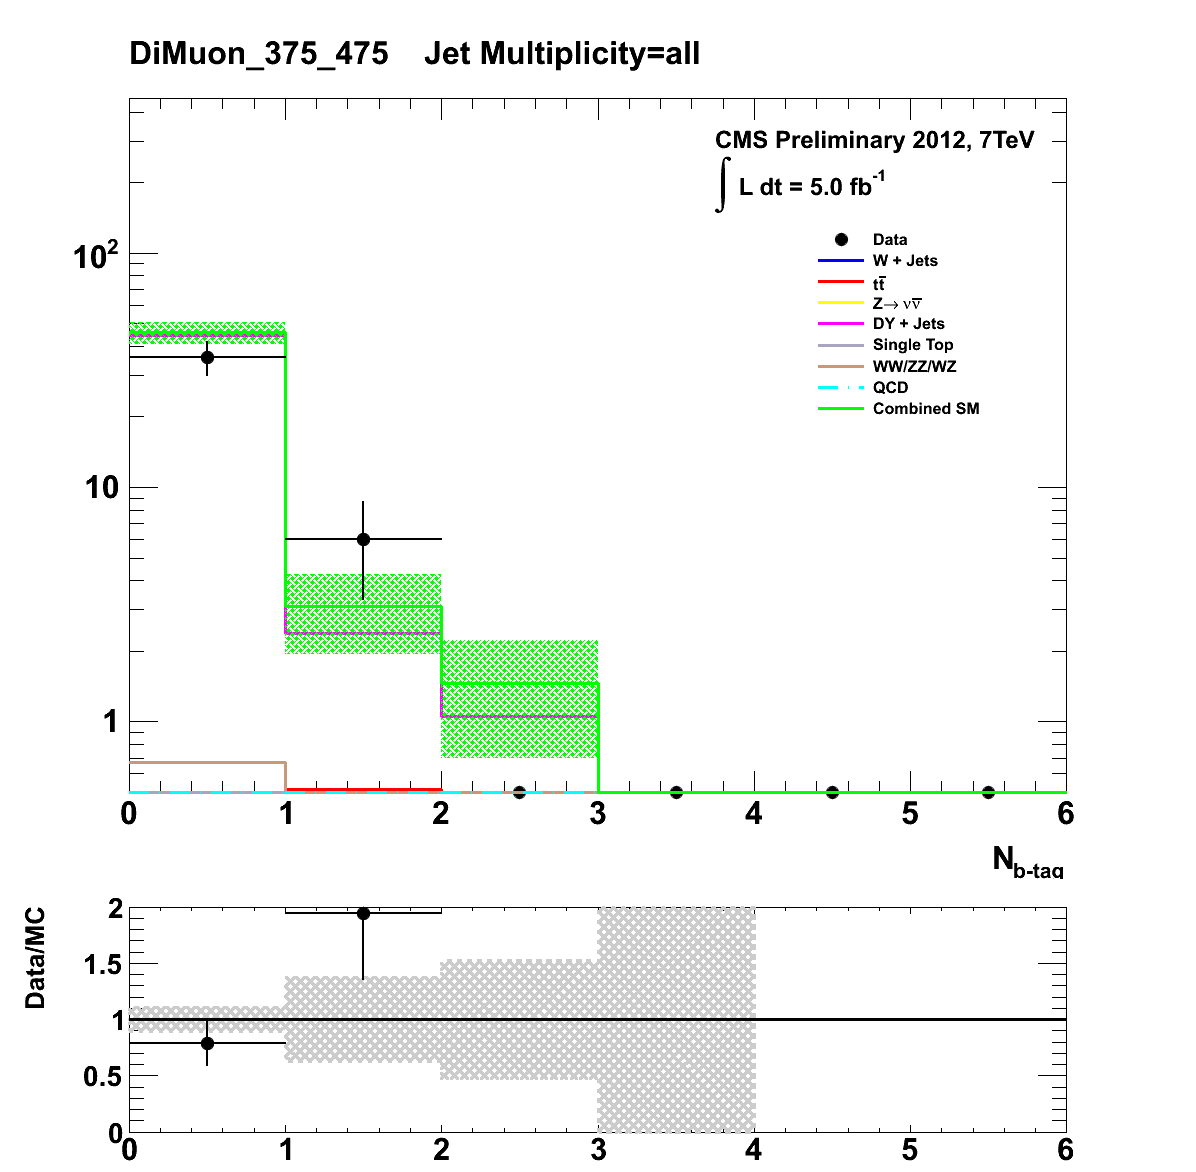 DiMuon_375_475 Jet Multiplicity=all
CMS Preliminary 2012, 7TeV
∫ L dt = 5.0 fb⁻¹
Data
W + Jets
tt̅
Z→ νν̅
DY + Jets
Single Top
WW/ZZ/WZ
QCD
Combined SM
10²
10
1
0 1 2 3 4 5 6
N_b-tag
Data/MC
2
1.5
1
0.5
0
0 1 2 3 4 5 6